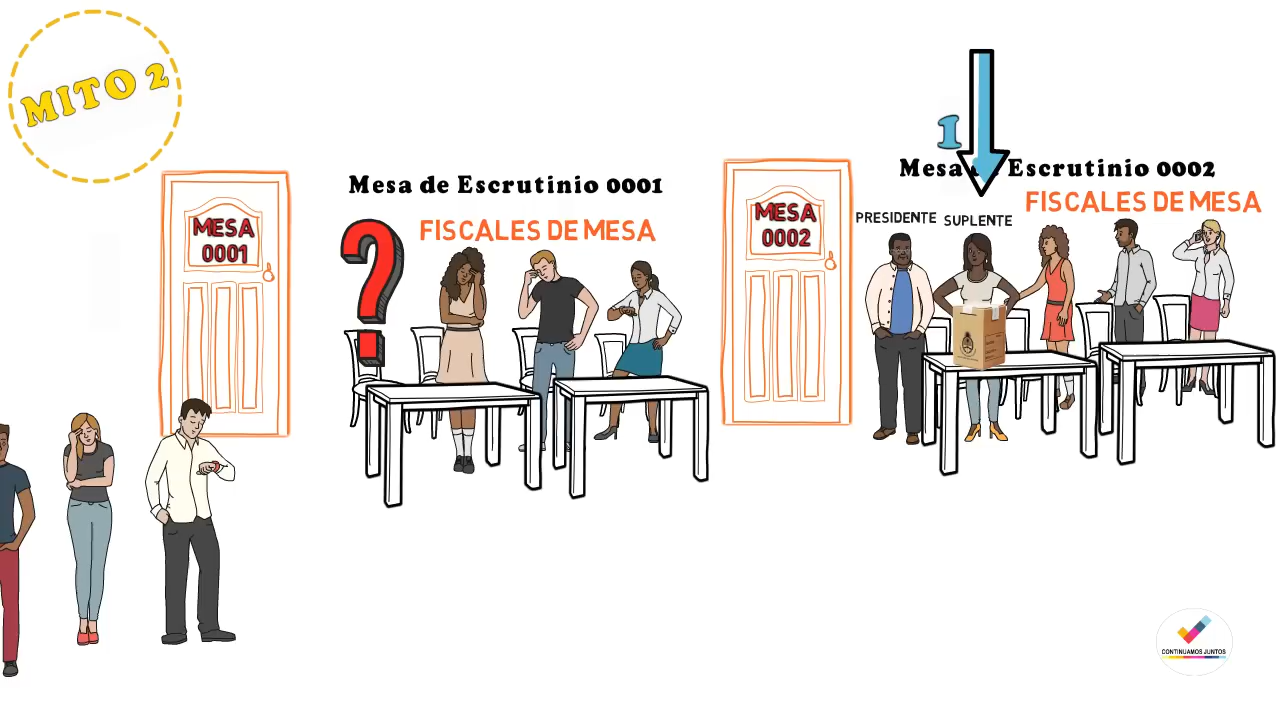 MITO 2
1
Mesa de Escrutinio 0001
FISCALES DE MESA
MESA
0001
Mesa de Escrutinio 0002
FISCALES DE MESA
PRESIDENTE
SUPLENTE
MESA
0002
CONTINUAMOS JUNTOS